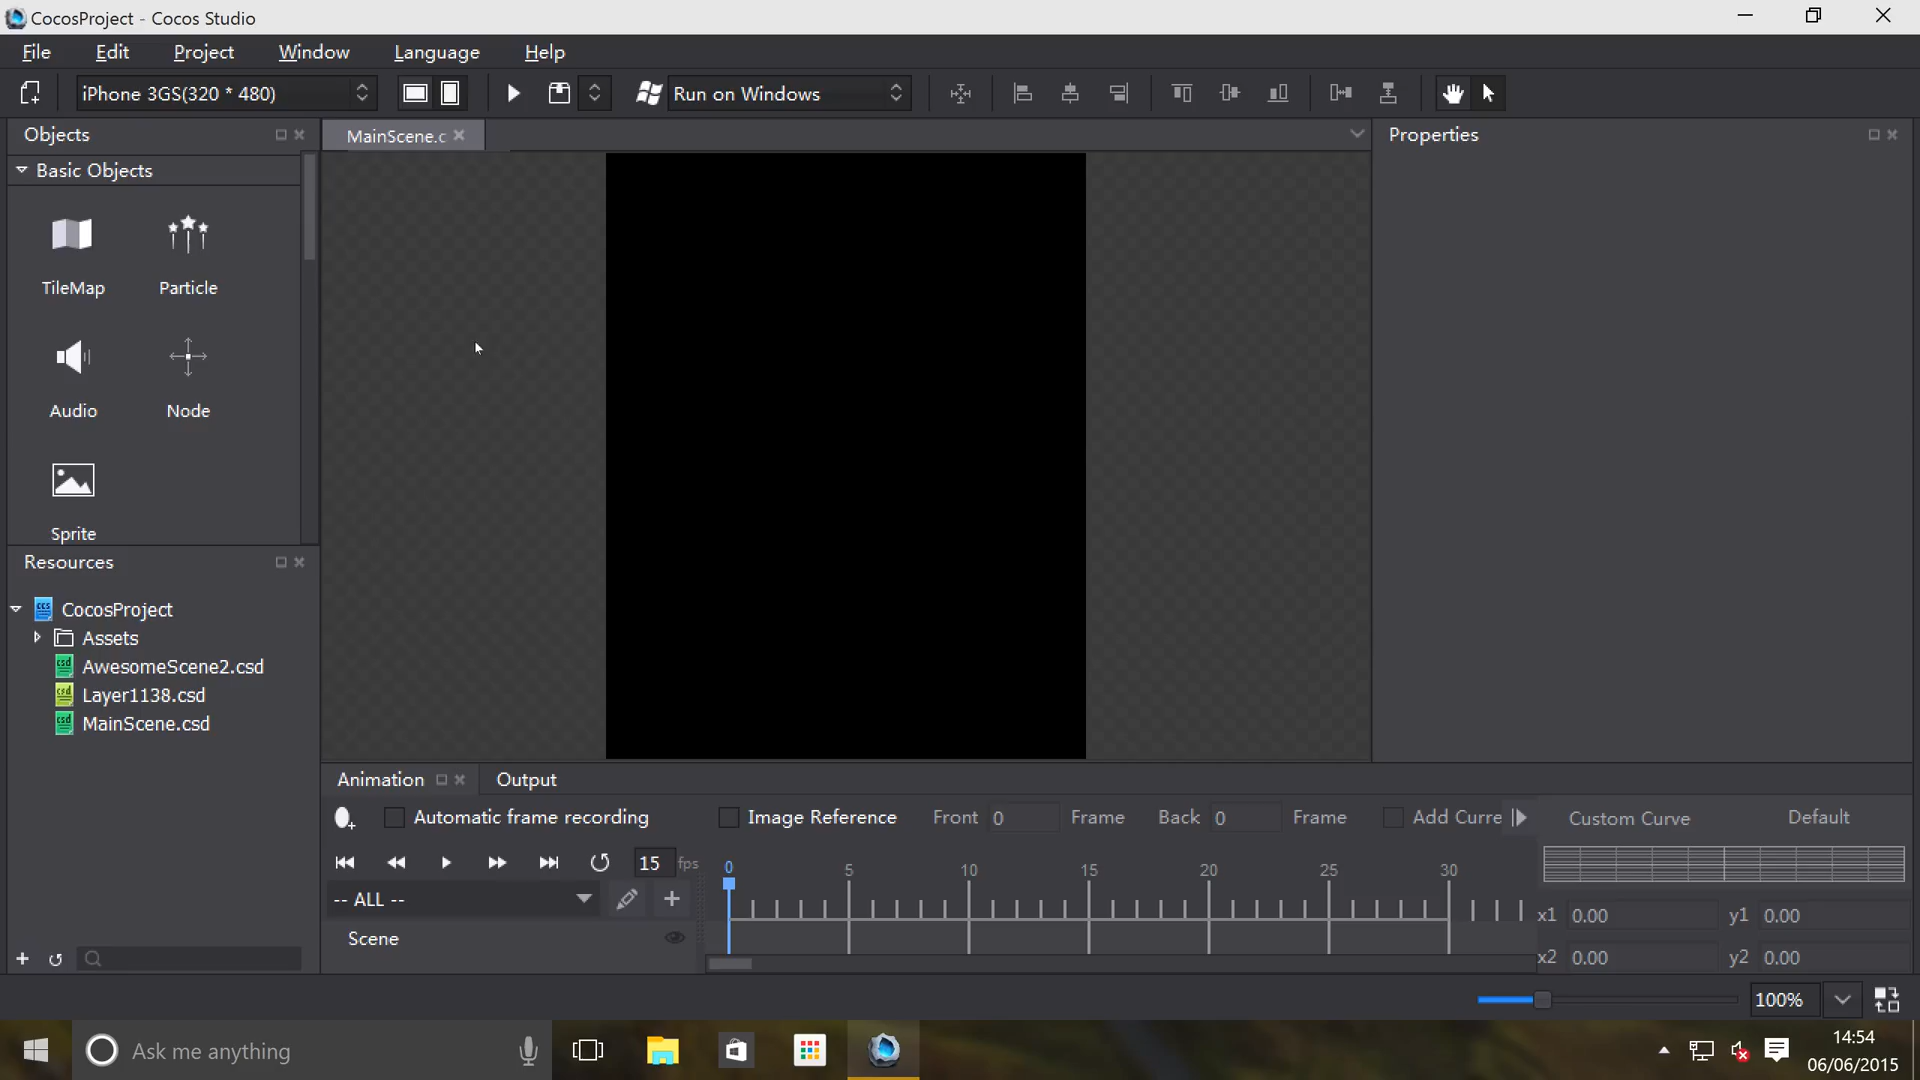 CocosProject - Cocos Studio
File Edit Project Window Language Help
iPhone 3GS(320 * 480) Run on Windows
Objects
MainScene.c
Properties
Basic Objects
TileMap Particle
Audio Node
Sprite
Resources
CocosProject
Assets
AwesomeScene2.csd
Layer1138.csd
MainScene.csd
Animation Output
Automatic frame recording Image Reference Front 0 Frame Back 0 Frame Add Curre Custom Curve Default
15 fps 0 5 10 15 20 25 30
-- ALL --
x1 0.00 y1 0.00
Scene
x2 0.00 y2 0.00
100%
Ask me anything
14:54
06/06/2015